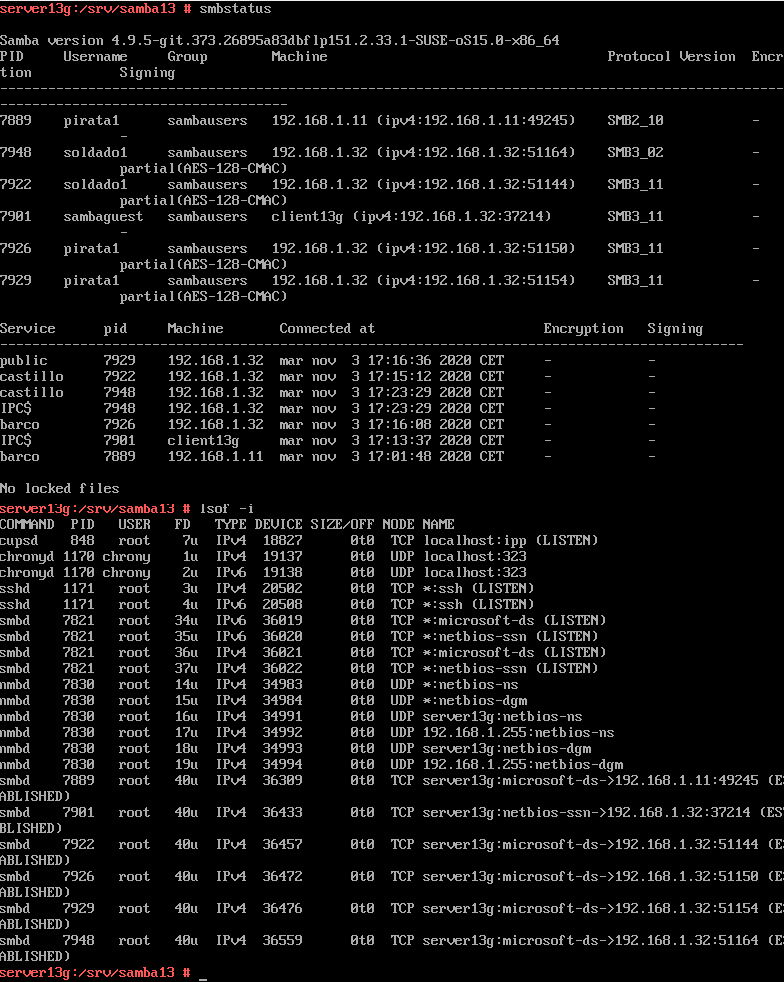 server13g:/srv/samba13 # smbstatus
Samba version 4.9.5-git.373.26895a83dbflp151.2.33.1-SUSE-oS15.0-x86_64
PID     Username     Group        Machine                                   Protocol Version  Encr
tion           Signing
--------------------------------------------------------------------------------------------------
------------------------------------
7889    pirata1      sambausers   192.168.1.11 (ipv4:192.168.1.11:49245)    SMB2_10           -
               -
7948    soldado1     sambausers   192.168.1.32 (ipv4:192.168.1.32:51164)    SMB3_02           -
               partial(AES-128-CMAC)
7922    soldado1     sambausers   192.168.1.32 (ipv4:192.168.1.32:51144)    SMB3_11           -
               partial(AES-128-CMAC)
7901    sambaguest   sambausers   client13g (ipv4:192.168.1.32:37214)       SMB3_11           -
               -
7926    pirata1      sambausers   192.168.1.32 (ipv4:192.168.1.32:51150)    SMB3_11           -
               partial(AES-128-CMAC)
7929    pirata1      sambausers   192.168.1.32 (ipv4:192.168.1.32:51154)    SMB3_11           -
               partial(AES-128-CMAC)
Service      pid     Machine       Connected at                     Encryption   Signing
---------------------------------------------------------------------------------------------
public       7929    192.168.1.32  mar nov  3 17:16:36 2020 CET     -            -
castillo     7922    192.168.1.32  mar nov  3 17:15:12 2020 CET     -            -
castillo     7948    192.168.1.32  mar nov  3 17:23:29 2020 CET     -            -
IPC$         7948    192.168.1.32  mar nov  3 17:23:29 2020 CET     -            -
barco        7926    192.168.1.32  mar nov  3 17:16:08 2020 CET     -            -
IPC$         7901    client13g     mar nov  3 17:13:37 2020 CET     -            -
barco        7889    192.168.1.11  mar nov  3 17:01:48 2020 CET     -            -
No locked files
server13g:/srv/samba13 # lsof -i
COMMAND  PID   USER   FD   TYPE DEVICE SIZE/OFF NODE NAME
cupsd    848   root    7u  IPv4  18827      0t0  TCP localhost:ipp (LISTEN)
chronyd 1170 chrony    1u  IPv4  19137      0t0  UDP localhost:323
chronyd 1170 chrony    2u  IPv6  19138      0t0  UDP localhost:323
sshd    1171   root    3u  IPv4  20502      0t0  TCP *:ssh (LISTEN)
sshd    1171   root    4u  IPv6  20508      0t0  TCP *:ssh (LISTEN)
smbd    7821   root   34u  IPv6  36019      0t0  TCP *:microsoft-ds (LISTEN)
smbd    7821   root   35u  IPv6  36020      0t0  TCP *:netbios-ssn (LISTEN)
smbd    7821   root   36u  IPv4  36021      0t0  TCP *:microsoft-ds (LISTEN)
smbd    7821   root   37u  IPv4  36022      0t0  TCP *:netbios-ssn (LISTEN)
nmbd    7830   root   14u  IPv4  34983      0t0  UDP *:netbios-ns
nmbd    7830   root   15u  IPv4  34984      0t0  UDP *:netbios-dgm
nmbd    7830   root   16u  IPv4  34991      0t0  UDP server13g:netbios-ns
nmbd    7830   root   17u  IPv4  34992      0t0  UDP 192.168.1.255:netbios-ns
nmbd    7830   root   18u  IPv4  34993      0t0  UDP server13g:netbios-dgm
nmbd    7830   root   19u  IPv4  34994      0t0  UDP 192.168.1.255:netbios-dgm
smbd    7889   root   40u  IPv4  36309      0t0  TCP server13g:microsoft-ds->192.168.1.11:49245 (ES
ABLISHED)
smbd    7901   root   40u  IPv4  36433      0t0  TCP server13g:netbios-ssn->192.168.1.32:37214 (EST
BLISHED)
smbd    7922   root   40u  IPv4  36457      0t0  TCP server13g:microsoft-ds->192.168.1.32:51144 (ES
ABLISHED)
smbd    7926   root   40u  IPv4  36472      0t0  TCP server13g:microsoft-ds->192.168.1.32:51150 (ES
ABLISHED)
smbd    7929   root   40u  IPv4  36476      0t0  TCP server13g:microsoft-ds->192.168.1.32:51154 (ES
ABLISHED)
smbd    7948   root   40u  IPv4  36559      0t0  TCP server13g:microsoft-ds->192.168.1.32:51164 (ES
ABLISHED)
server13g:/srv/samba13 # _